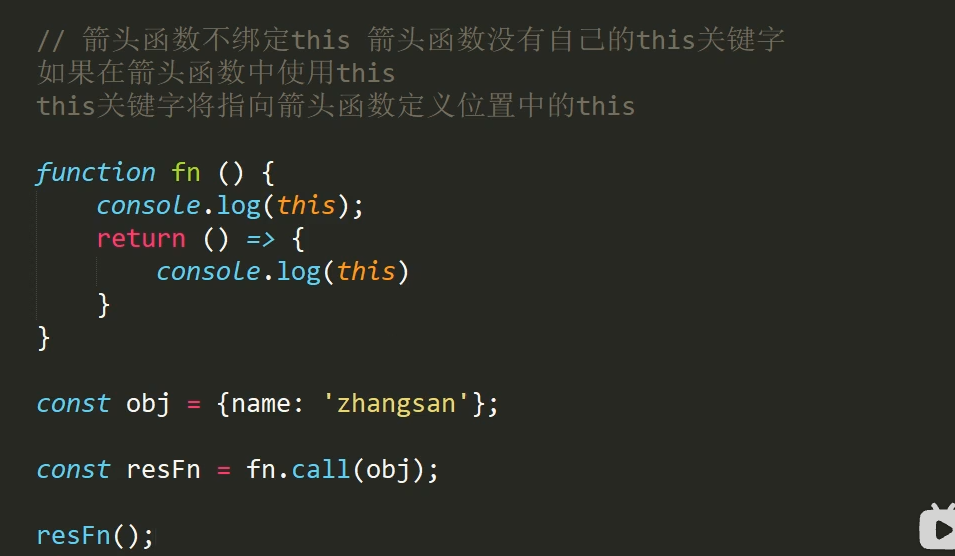 // 箭头函数不绑定this 箭头函数没有自己的this关键字
如果在箭头函数中使用this
this关键字将指向箭头函数定义位置中的this
function fn () {
console.log(this);
return () => {
console.log(this)
}
}
const obj = {name: 'zhangsan'};
const resFn = fn.call(obj);
resFn();